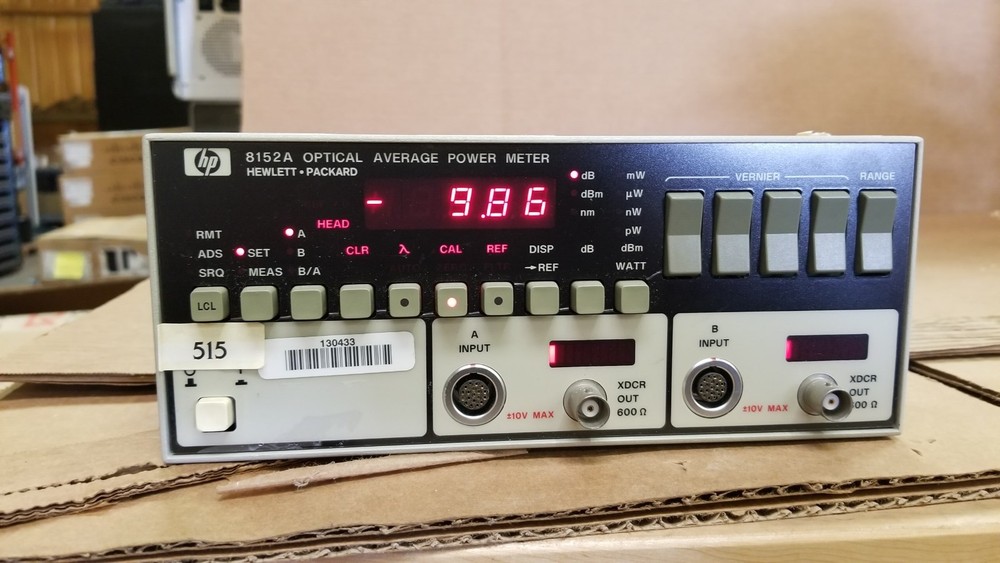 hp
8152A OPTICAL AVERAGE POWER METER
HEWLETT • PACKARD
- 9.86
dB mW
dBm µW
nm nW
pW
dBm
WATT
VERNIER RANGE
HEAD
RMT A
ADS SET B CLR λ CAL REF DISP dB
SRQ MEAS B/A →REF
LCL
515
130433
A
INPUT
±10V MAX
XDCR
OUT
600 Ω
B
INPUT
±10V MAX
XDCR
OUT
600 Ω